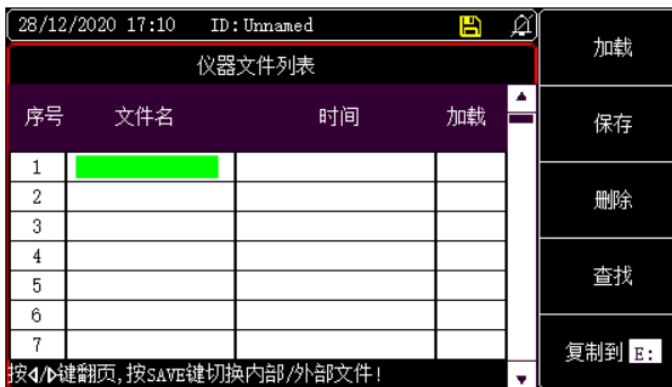 28/12/2020 17:10 ID:Unnamed
仪器文件列表
序号 文件名 时间 加载
1
2
3
4
5
6
7
按◁/▷键翻页,按SAVE键切换内部/外部文件!
加载
保存
删除
查找
复制到 E: